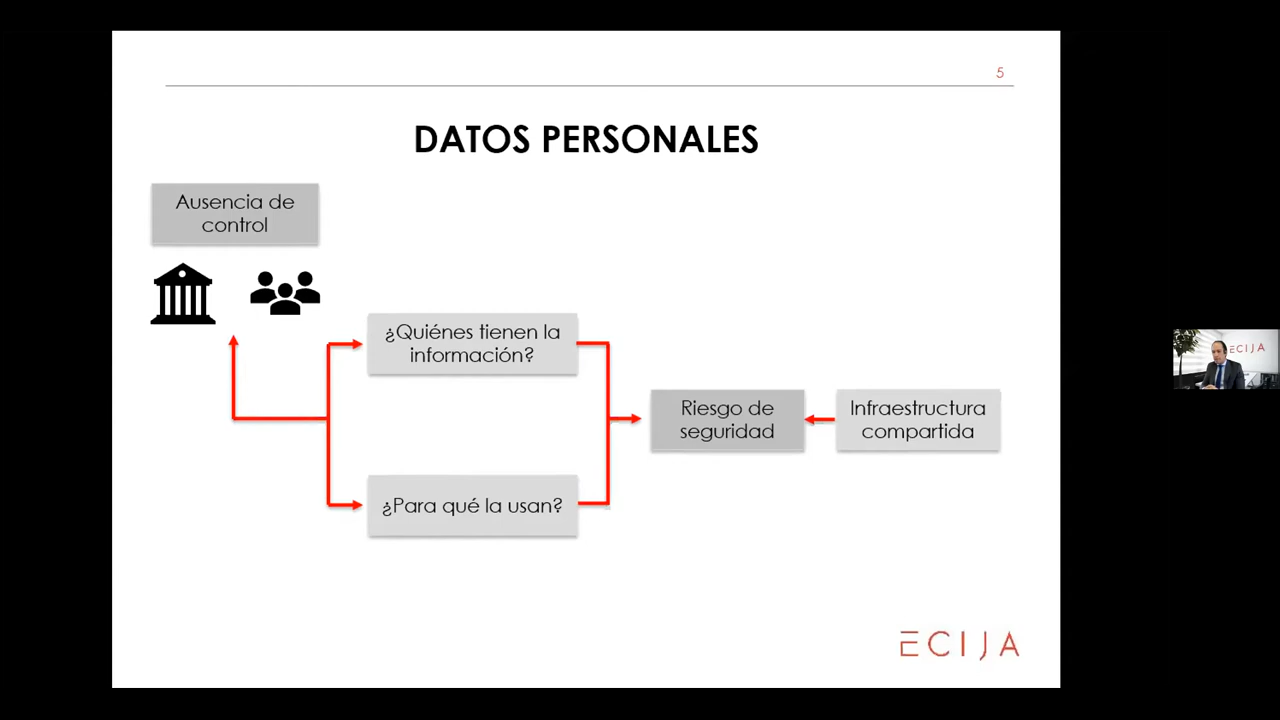 5
DATOS PERSONALES
Ausencia de
control
¿Quiénes tienen la
información?
Riesgo de
seguridad
Infraestructura
compartida
¿Para qué la usan?
ECIJA
ECIJA